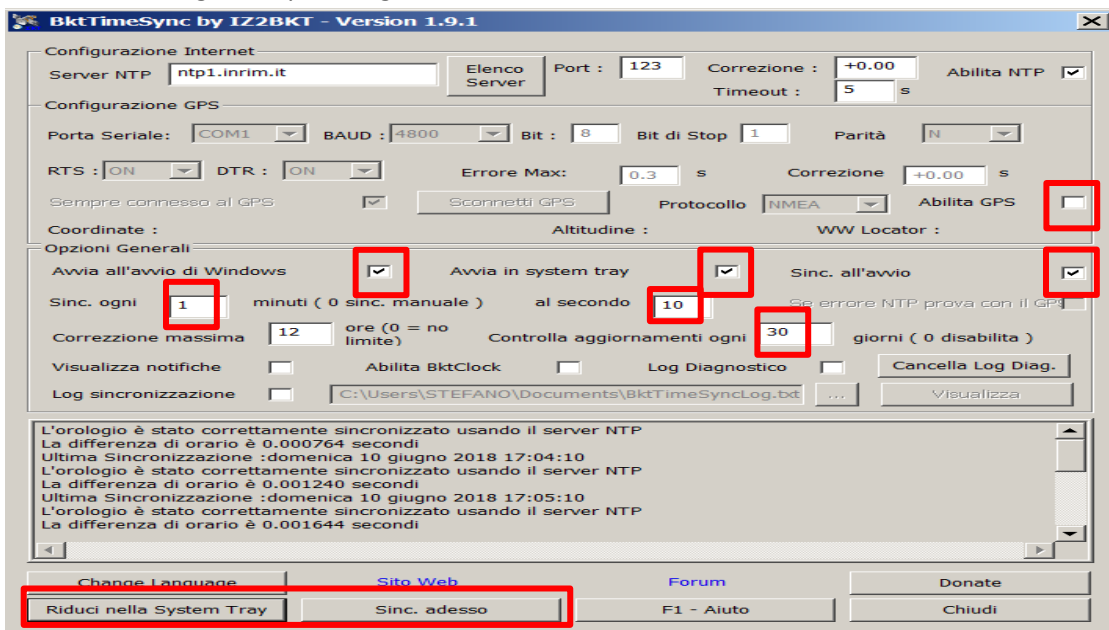 BktTimeSync by IZ2BKT - Version 1.9.1
Configurazione Internet
Server NTP ntp1.inrim.it Elenco Server Port : 123 Correzione : +0.00 Abilita NTP
Timeout : 5 s
Configurazione GPS
Porta Seriale: COM1 BAUD : 4800 Bit : 8 Bit di Stop 1 Parità N
RTS : ON DTR : ON Errore Max: 0.3 s Correzione +0.00 s
Sempre connesso al GPS Sconnetti GPS Protocollo NMEA Abilita GPS
Coordinate : Altitudine : WW Locator :
Opzioni Generali
Avvia all'avvio di Windows Avvia in system tray Sinc. all'avvio
Sinc. ogni 1 minuti ( 0 sinc. manuale ) al secondo 10 Se errore NTP prova con il GPS
Correzzione massima 12 ore (0 = no limite) Controlla aggiornamenti ogni 30 giorni ( 0 disabilita )
Visualizza notifiche Abilita BktClock Log Diagnostico Cancella Log Diag.
Log sincronizzazione C:\Users\STEFANO\Documents\BktTimeSyncLog.txt ... Visualizza
L'orologio è stato correttamente sincronizzato usando il server NTP
La differenza di orario è 0.000764 secondi
Ultima Sincronizzazione :domenica 10 giugno 2018 17:04:10
L'orologio è stato correttamente sincronizzato usando il server NTP
La differenza di orario è 0.001240 secondi
Ultima Sincronizzazione :domenica 10 giugno 2018 17:05:10
L'orologio è stato correttamente sincronizzato usando il server NTP
La differenza di orario è 0.001644 secondi
Change Language Sito Web Forum Donate
Riduci nella System Tray Sinc. adesso F1 - Aiuto Chiudi